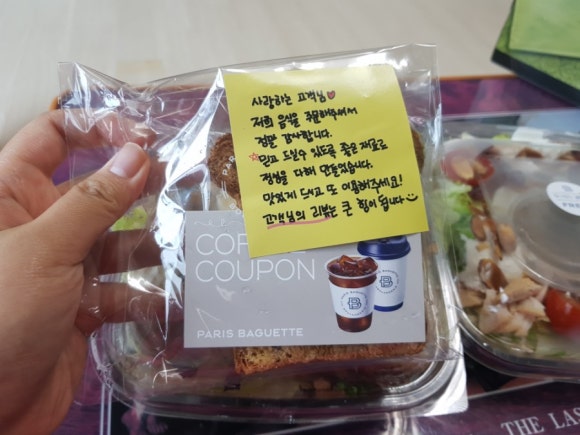 사랑하는 고객님♡
저희 음식을 주문해주셔서
정말 감사합니다.
☆믿고 드실수 있도록 좋은 재료로
정성을 다해 만들었습니다.
맛있게 드시고 또 이용해주세요!
고객님의 리뷰는 큰 힘이 됩니다
COUPON
PARIS BAGUETTE
B
THE LAS